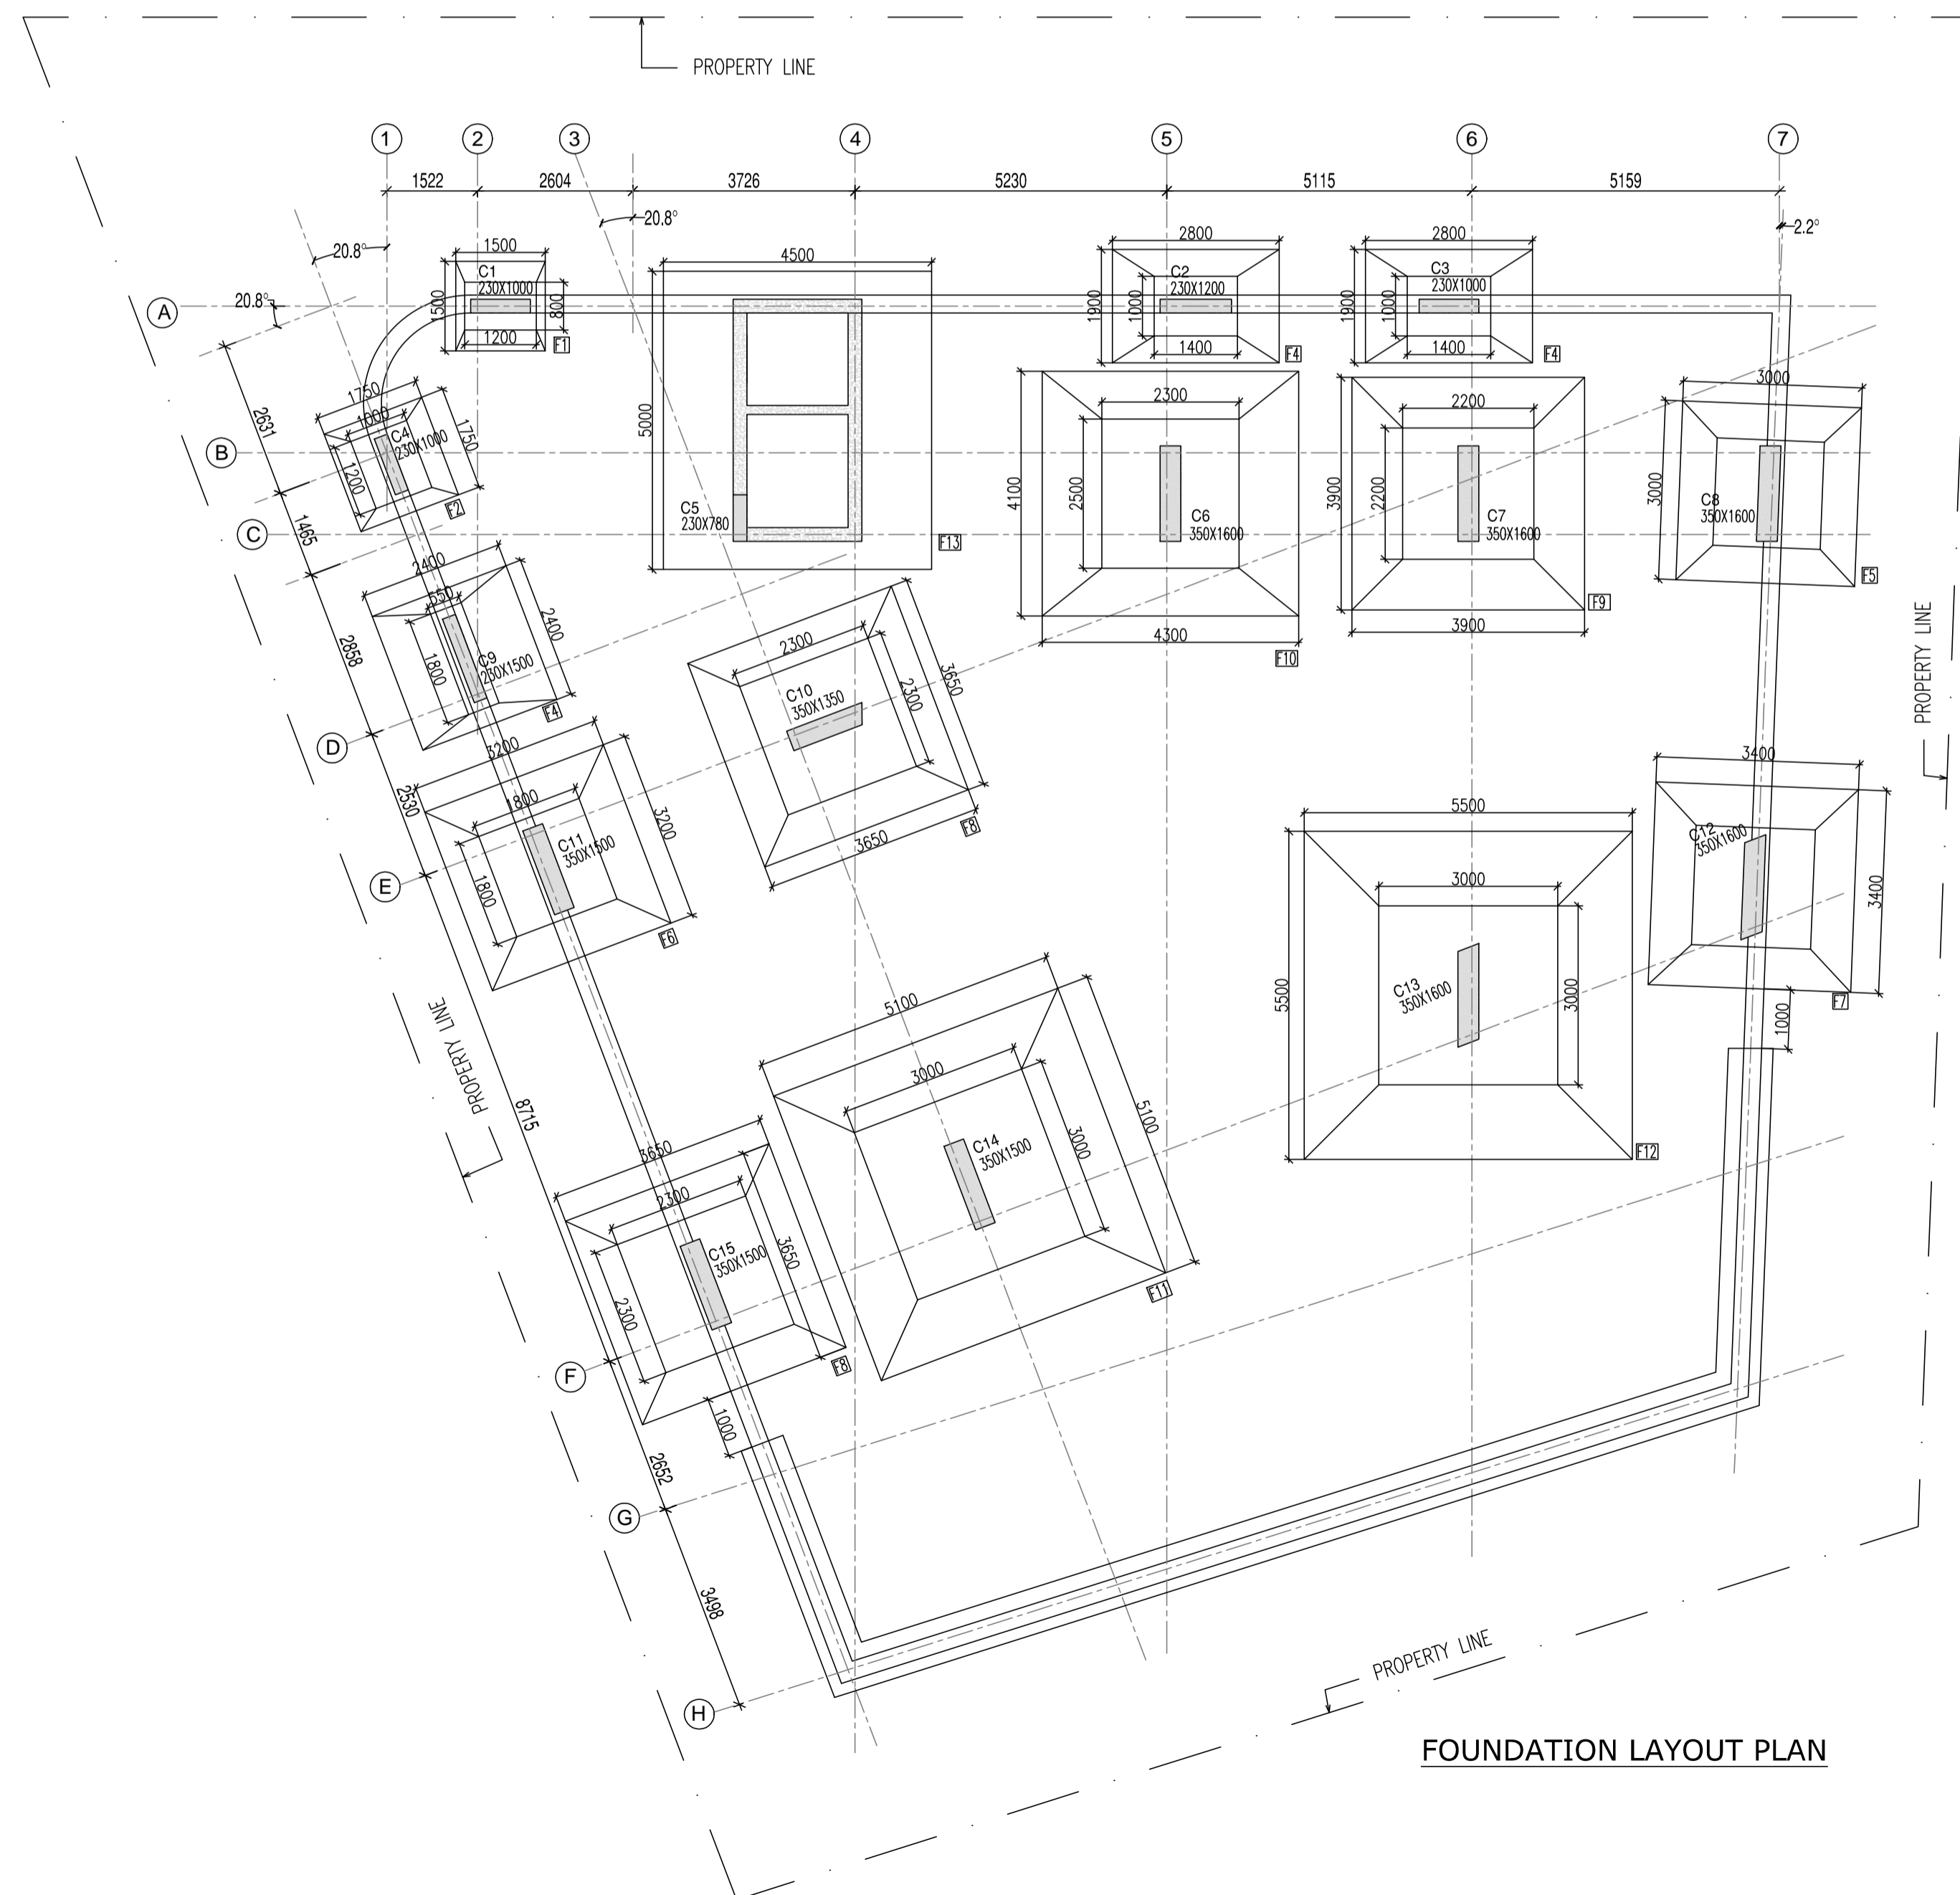 PROPERTY LINE
1 2 3 4 5 6 7
1522 2604 3726 5230 5115 5159
20.8° 20.8° 2.2°
20.8°
A
1500
C1
230X1000
1500
800
1200
F1
4500
5000
C5
230X780
F13
2800
C2
230X1200
1900
1000
1400
F4
2800
C3
230X1000
1900
1000
1400
F4
2631
B
1750
1000
C4
230X1000
1750
1200
F2
1465
C
4100
2300
2500
C6
350X1600
4300
F10
3900
2200
2200
C7
350X1600
3900
F9
3000
3000
C8
350X1600
F5
2400
550
2400
1800
C9
230X1500
F4
2858
D
2300
C10
350X1350
2300
3650
3650
F8
PROPERTY LINE
2530
E
3200
1800
C11
350X1500
3200
1800
F6
3400
C12
350X1600
3400
F7
1000
5500
3000
C13
350X1600
5500
3000
F12
PROPERTY LINE
8715
5100
3000
C14
350X1500
3000
5100
F11
3650
2300
C15
350X1500
3650
2300
F8
F
1000
2652
G
3498
H
PROPERTY LINE
FOUNDATION LAYOUT PLAN